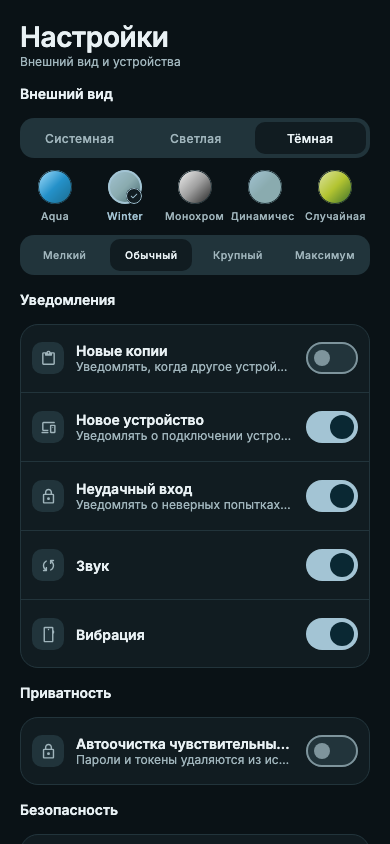 Настройки
Внешний вид и устройства
Внешний вид
Системная Светлая Тёмная
Aqua Winter Монохром Динамичес Случайная
Мелкий Обычный Крупный Максимум
Уведомления
Новые копии
Уведомлять, когда другое устрой...
Новое устройство
Уведомлять о подключении устро...
Неудачный вход
Уведомлять о неверных попытках...
Звук
Вибрация
Приватность
Автоочистка чувствительны...
Пароли и токены удаляются из ис...
Безопасность